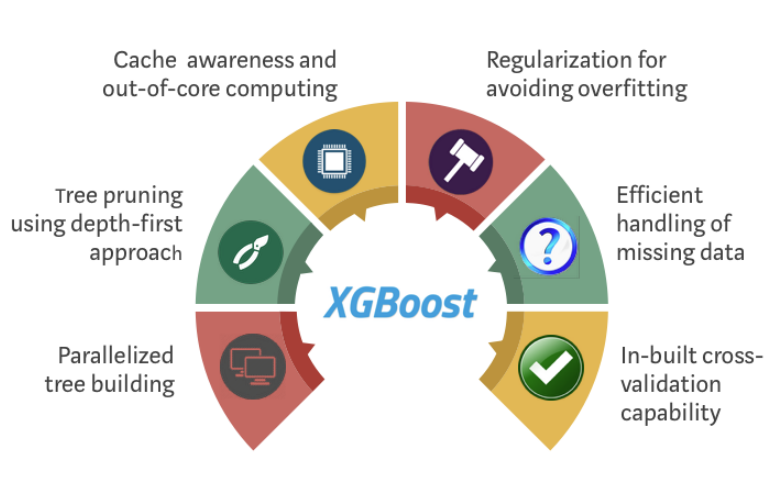 Cache awareness and
out-of-core computing
Regularization for
avoiding overfitting
Tree pruning
using depth-first
approach
Efficient
handling of
missing data
XGBoost
Parallelized
tree building
In-built cross-
validation
capability